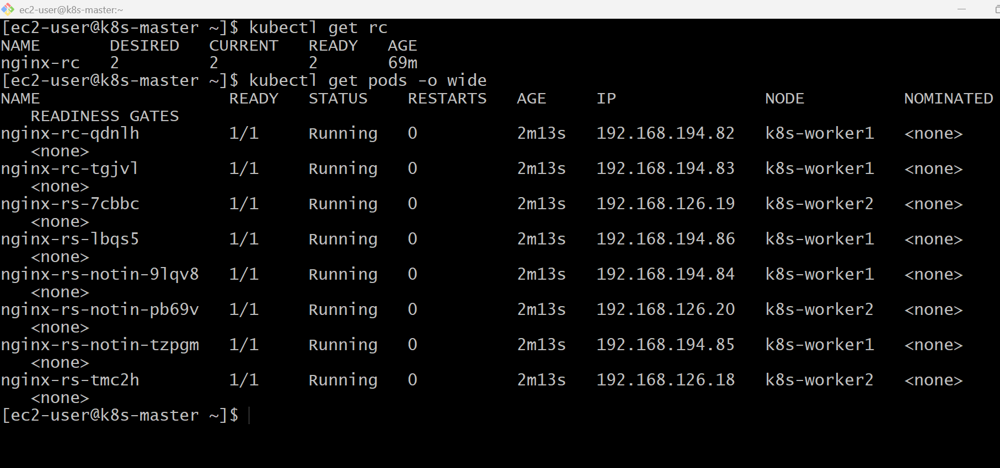 ec2-user@k8s-master:~
[ec2-user@k8s-master ~]$ kubectl get rc
NAME       DESIRED   CURRENT   READY   AGE
nginx-rc   2         2         2       69m
[ec2-user@k8s-master ~]$ kubectl get pods -o wide
NAME                   READY   STATUS    RESTARTS   AGE     IP               NODE          NOMINATED
   READINESS GATES
nginx-rc-qdnlh         1/1     Running   0          2m13s   192.168.194.82   k8s-worker1   <none>
   <none>
nginx-rc-tgjvl         1/1     Running   0          2m13s   192.168.194.83   k8s-worker1   <none>
   <none>
nginx-rs-7cbbc         1/1     Running   0          2m13s   192.168.126.19   k8s-worker2   <none>
   <none>
nginx-rs-lbqs5         1/1     Running   0          2m13s   192.168.194.86   k8s-worker1   <none>
   <none>
nginx-rs-notin-9lqv8   1/1     Running   0          2m13s   192.168.194.84   k8s-worker1   <none>
   <none>
nginx-rs-notin-pb69v   1/1     Running   0          2m13s   192.168.126.20   k8s-worker2   <none>
   <none>
nginx-rs-notin-tzpgm   1/1     Running   0          2m13s   192.168.194.85   k8s-worker1   <none>
   <none>
nginx-rs-tmc2h         1/1     Running   0          2m13s   192.168.126.18   k8s-worker2   <none>
   <none>
[ec2-user@k8s-master ~]$